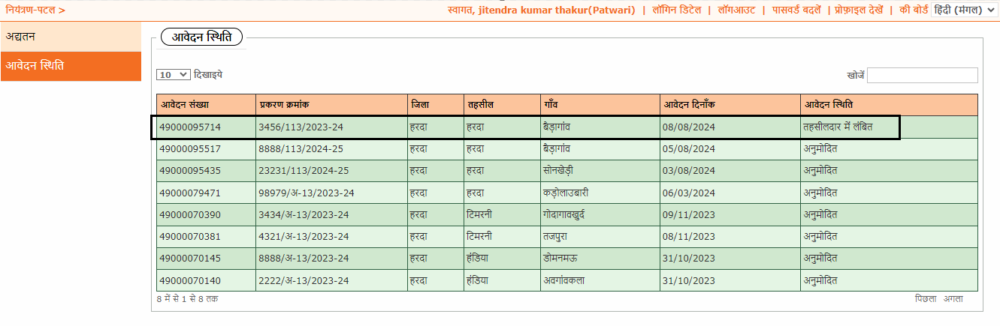 नियंत्रण-पटल > स्वागत, jitendra kumar thakur(Patwari) | लॉगिन डिटेल | लॉगआउट | पासवर्ड बदलें | प्रोफ़ाइल देखें | की बोर्ड हिंदी (मंगल)
अद्यतन
आवेदन स्थिति
आवेदन स्थिति
10 दिखाइये खोजें
आवेदन संख्या प्रकरण क्रमांक जिला तहसील गाँव आवेदन दिनाँक आवेदन स्थिति
49000095714 3456/113/2023-24 हरदा हरदा बैड़ागांव 08/08/2024 तहसीलदार में लंबित
49000095517 8888/113/2024-25 हरदा हरदा बैड़ागांव 05/08/2024 अनुमोदित
49000095435 23231/113/2024-25 हरदा हरदा सोनखेड़ी 03/08/2024 अनुमोदित
49000079471 98979/अ-13/2023-24 हरदा हरदा कड़ोलाउबारी 06/03/2024 अनुमोदित
49000070390 3434/अ-13/2023-24 हरदा टिमरनी गोदागावखुर्द 09/11/2023 अनुमोदित
49000070381 4321/अ-13/2023-24 हरदा टिमरनी तजपुरा 08/11/2023 अनुमोदित
49000070145 8888/अ-13/2023-24 हरदा हंडिया डोमनमऊ 31/10/2023 अनुमोदित
49000070140 2222/अ-13/2023-24 हरदा हंडिया अवगांवकला 31/10/2023 अनुमोदित
8 में से 1 से 8 तक पिछला अगला